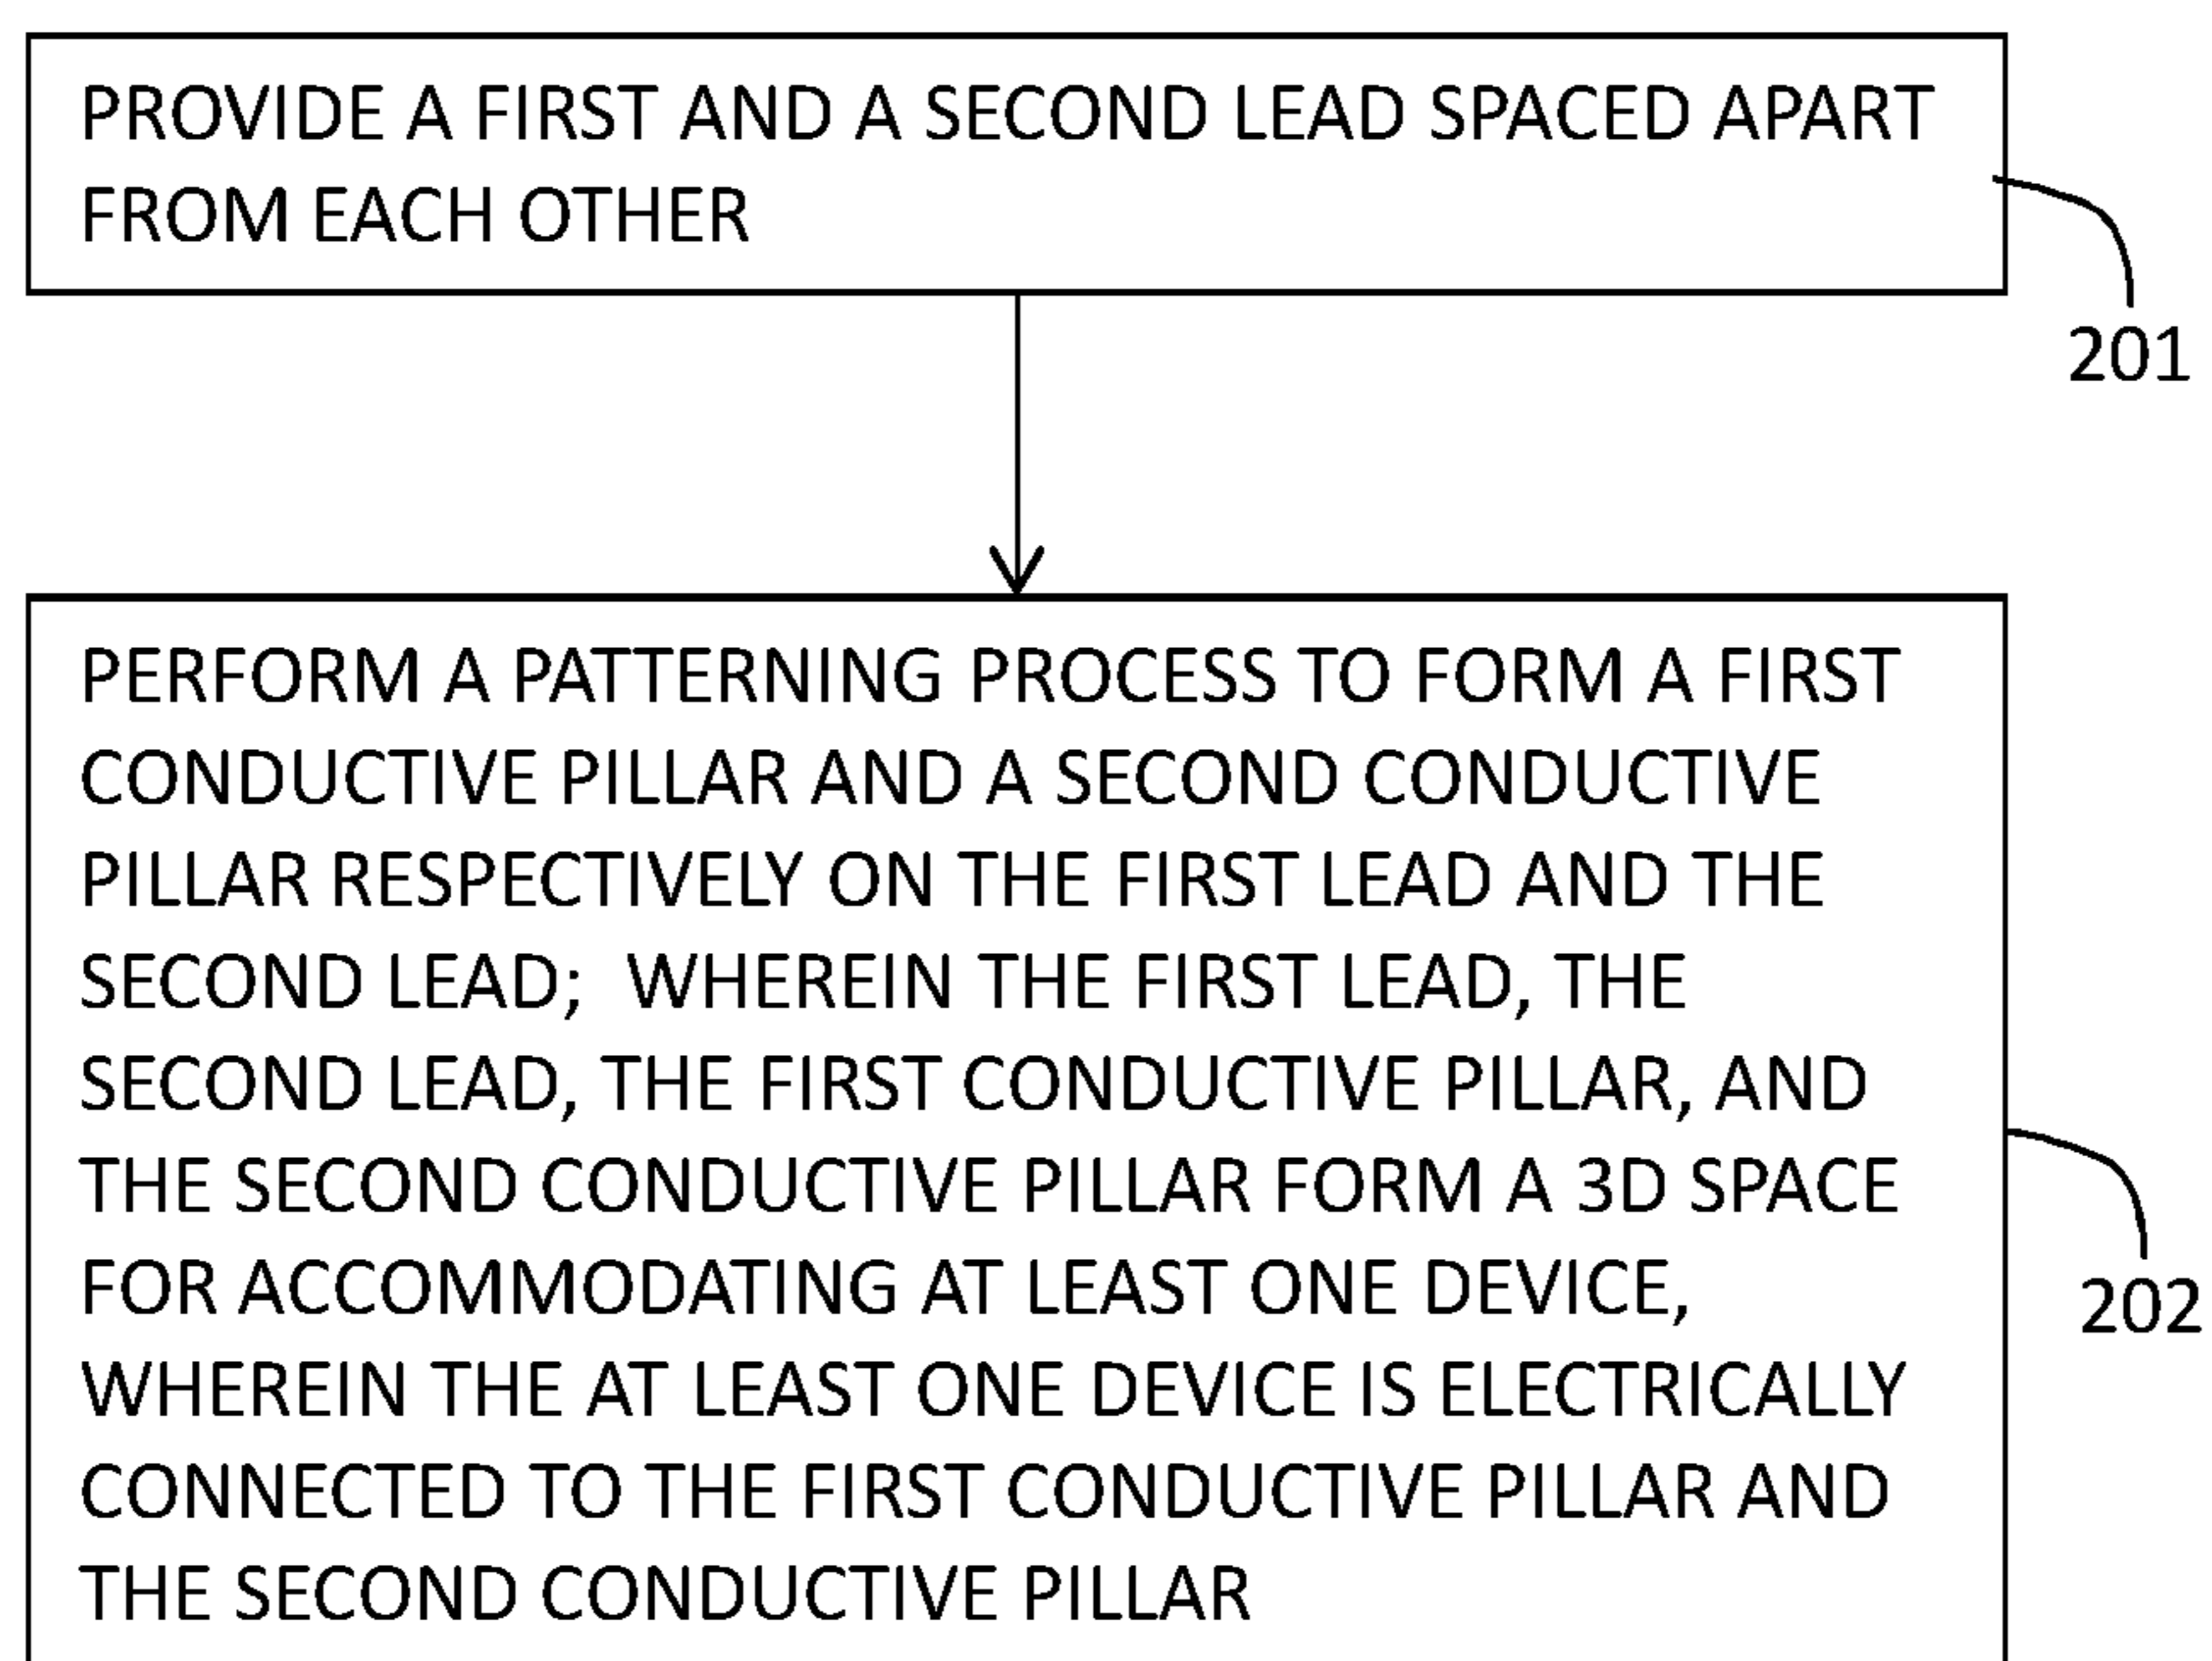 PROVIDE A FIRST AND A SECOND LEAD SPACED APART
FROM EACH OTHER
201
PERFORM A PATTERNING PROCESS TO FORM A FIRST
CONDUCTIVE PILLAR AND A SECOND CONDUCTIVE
PILLAR RESPECTIVELY ON THE FIRST LEAD AND THE
SECOND LEAD;  WHEREIN THE FIRST LEAD, THE
SECOND LEAD, THE FIRST CONDUCTIVE PILLAR, AND
THE SECOND CONDUCTIVE PILLAR FORM A 3D SPACE
FOR ACCOMMODATING AT LEAST ONE DEVICE,
WHEREIN THE AT LEAST ONE DEVICE IS ELECTRICALLY
CONNECTED TO THE FIRST CONDUCTIVE PILLAR AND
THE SECOND CONDUCTIVE PILLAR
202